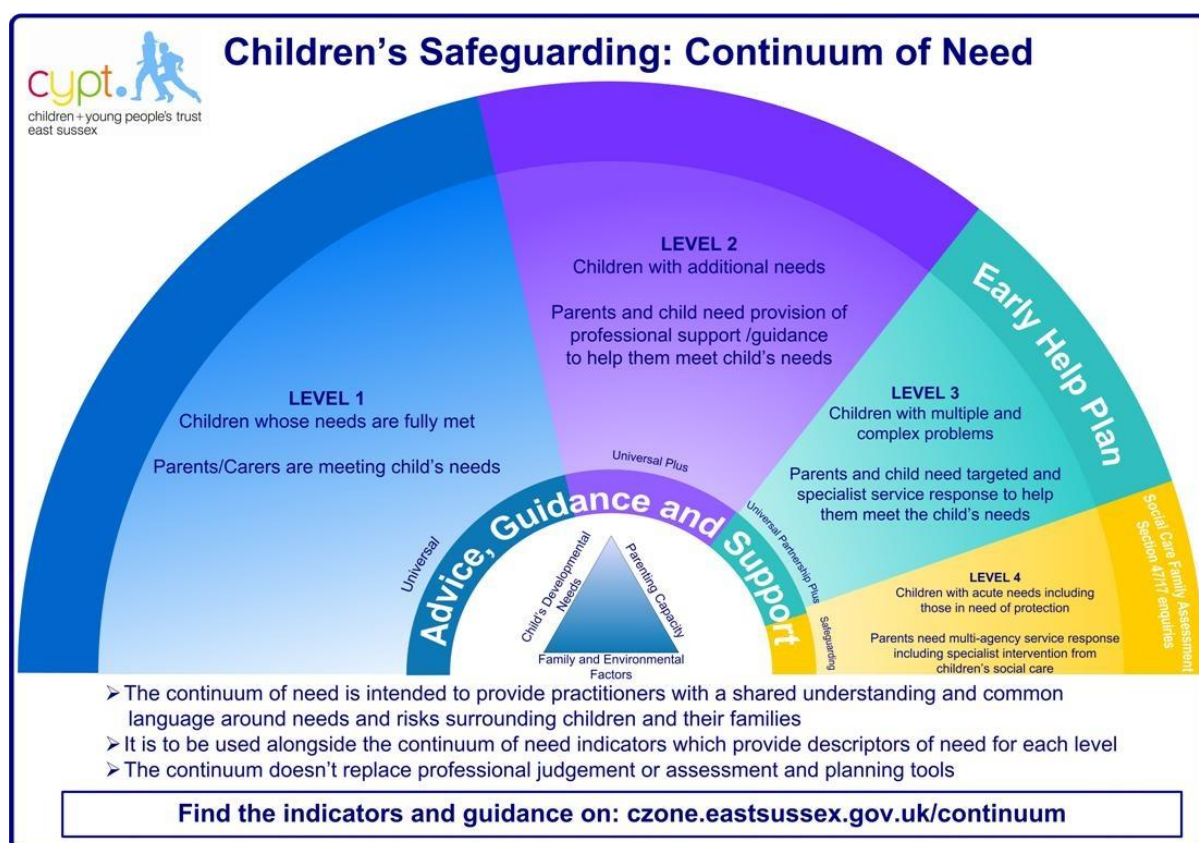 Children's Safeguarding: Continuum of Need
cypt.
children + young people's trust
east sussex
LEVEL 1
Children whose needs are fully met
Parents/Carers are meeting child's needs
LEVEL 2
Children with additional needs
Parents and child need provision of
professional support /guidance
to help them meet child's needs
LEVEL 3
Children with multiple and
complex problems
Parents and child need targeted and
specialist service response to help
them meet the child's needs
LEVEL 4
Children with acute needs including
those in need of protection
Parents need multi-agency service response
including specialist intervention from
children's social care
Early Help Plan
Social Care Family Assessment
Section 47/17 enquiries
Universal
Universal Plus
Universal Partnership Plus
Safeguarding
Advice, Guidance and Support
Child's Developmental
Needs
Parenting Capacity
Family and Environmental
Factors
➢ The continuum of need is intended to provide practitioners with a shared understanding and common
language around needs and risks surrounding children and their families
➢ It is to be used alongside the continuum of need indicators which provide descriptors of need for each level
➢ The continuum doesn't replace professional judgement or assessment and planning tools
Find the indicators and guidance on: czone.eastsussex.gov.uk/continuum